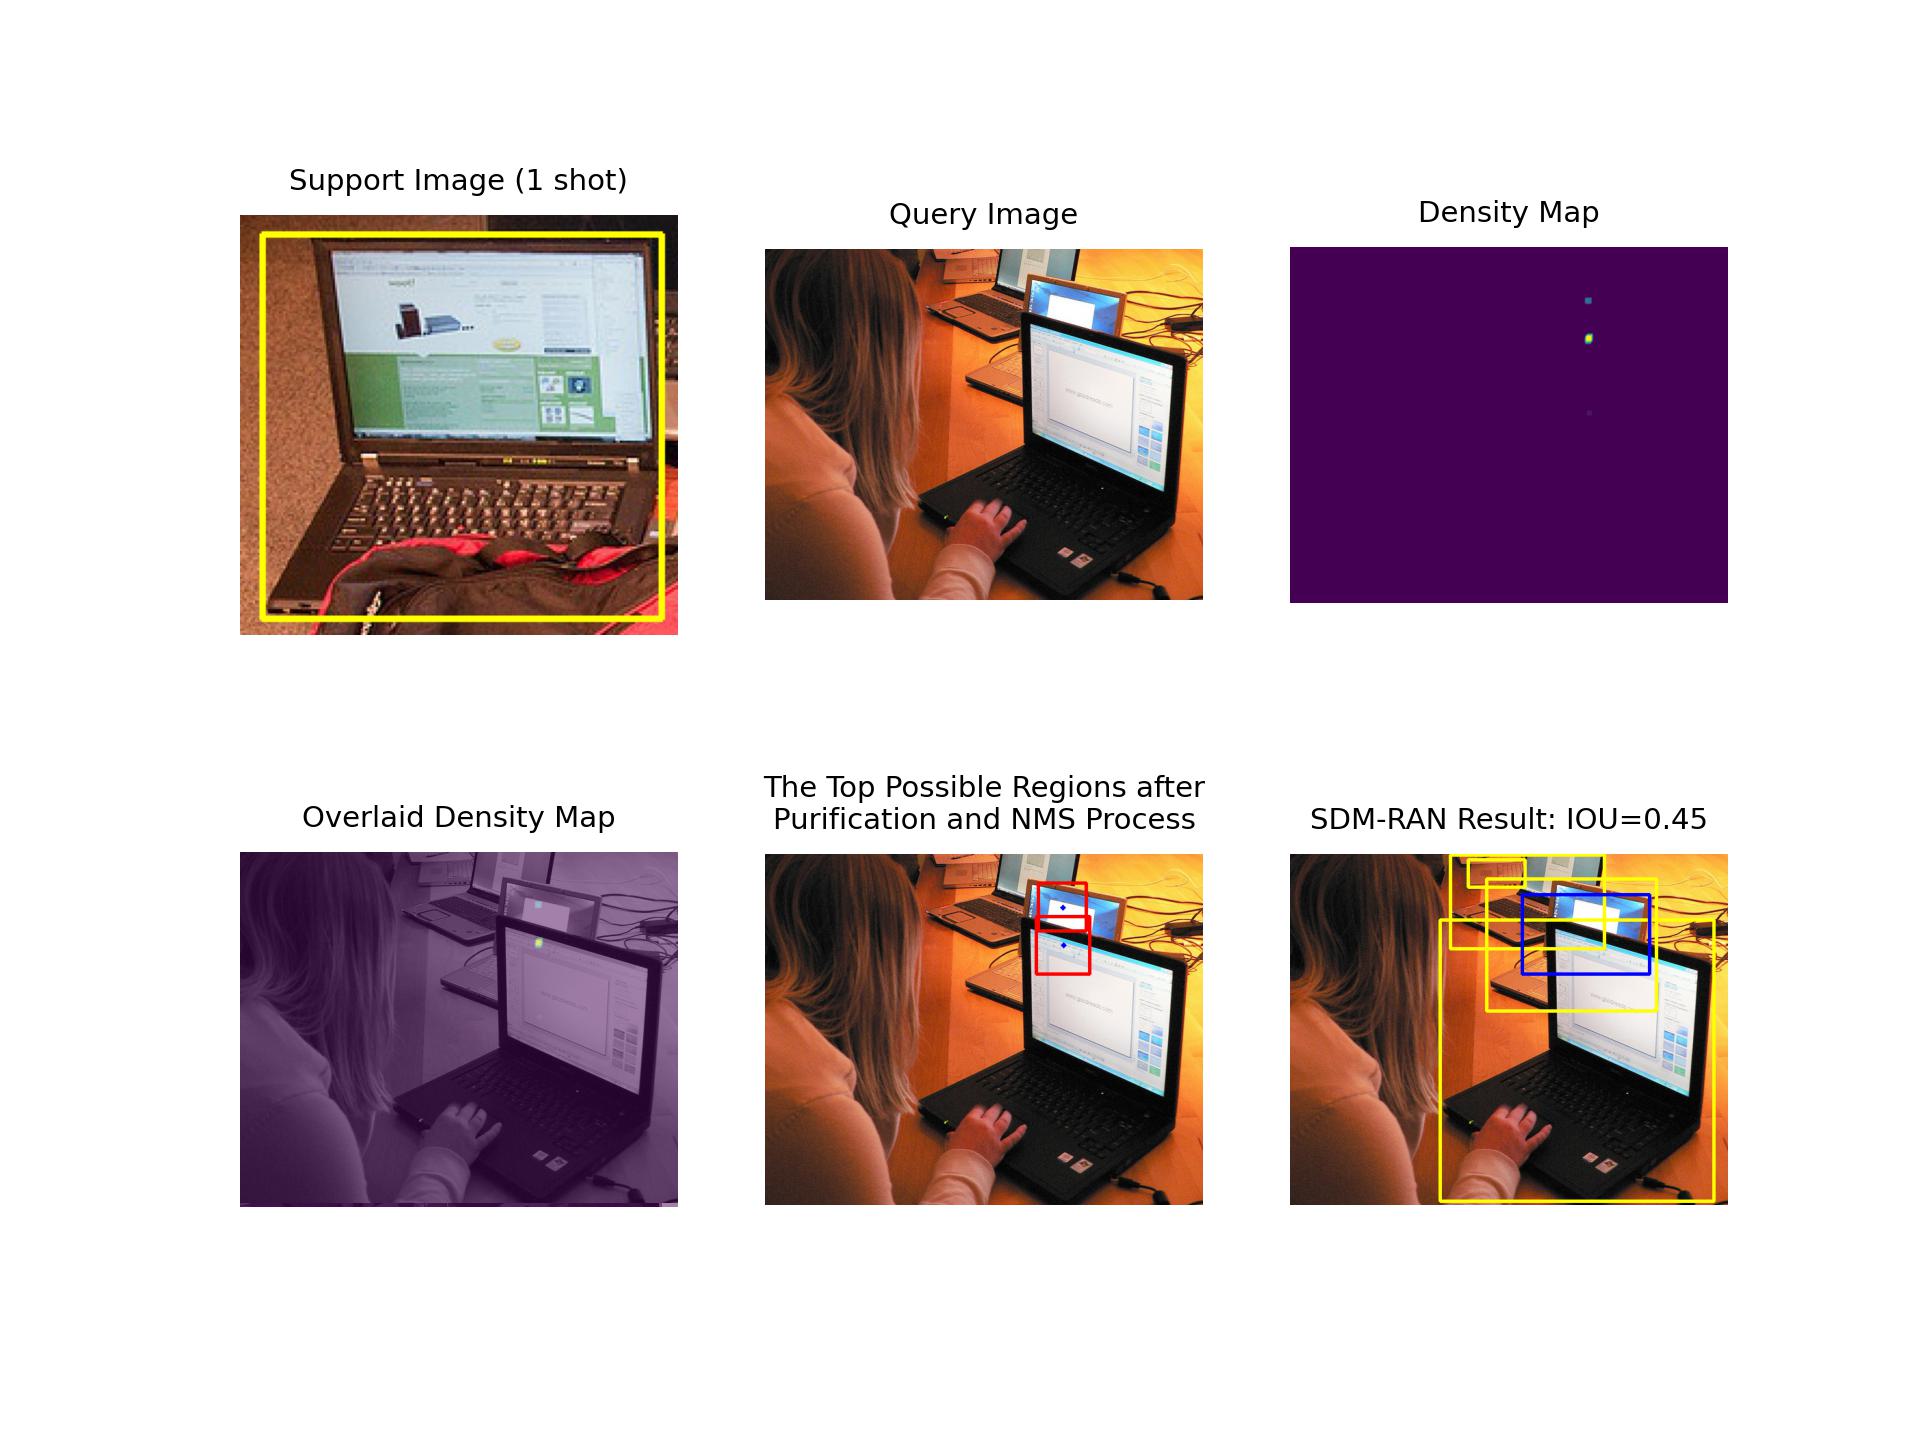 Support Image (1 shot)
Query Image
Density Map
Overlaid Density Map
The Top Possible Regions after
Purification and NMS Process
SDM-RAN Result: IOU=0.45